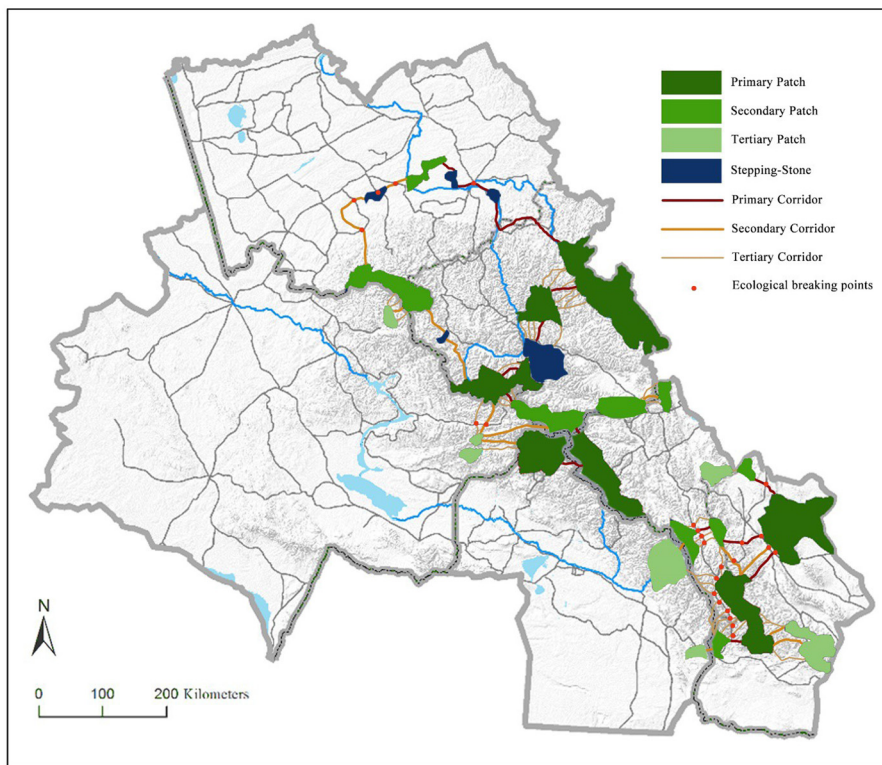 Primary Patch
Secondary Patch
Tertiary Patch
Stepping-Stone
Primary Corridor
Secondary Corridor
Tertiary Corridor
Ecological breaking points
N
0 100 200 Kilometers